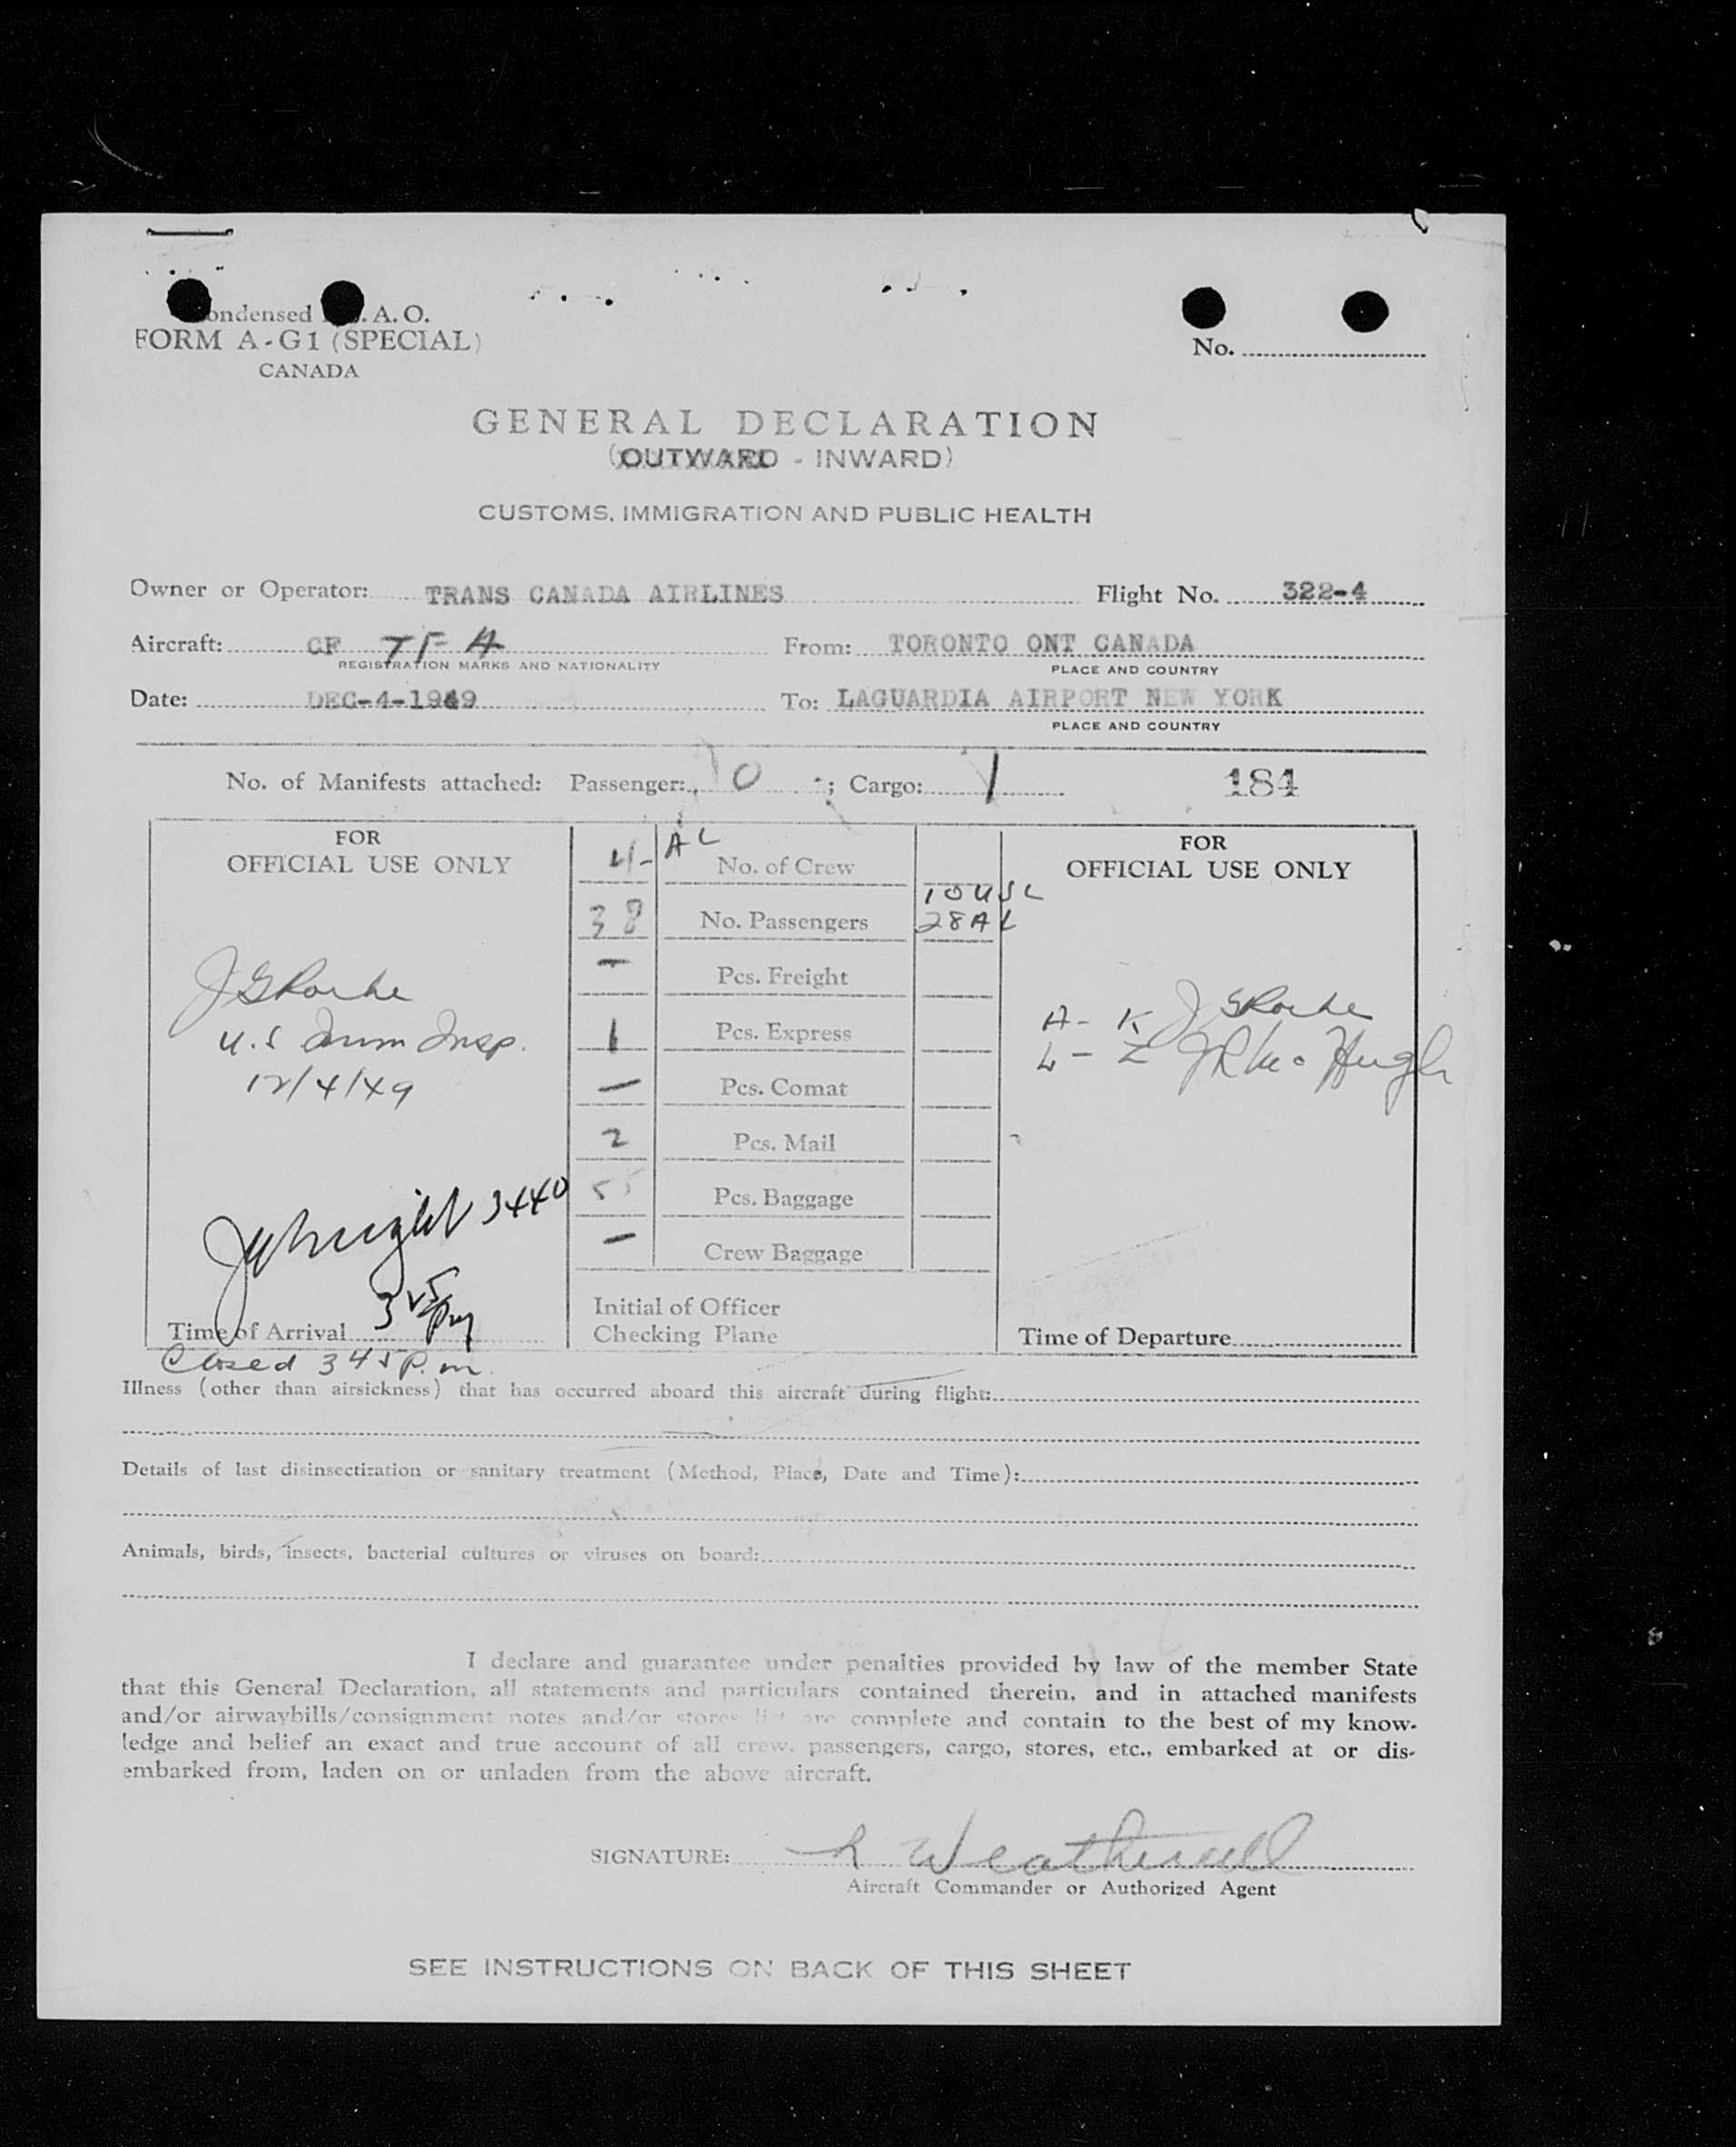 Condensed I.C.A.O.
FORM A-G1 (SPECIAL)
CANADA
No.
GENERAL DECLARATION
(OUTWARD - INWARD)
CUSTOMS, IMMIGRATION AND PUBLIC HEALTH
Owner or Operator: TRANS CANADA AIRLINES Flight No. 322-4
Aircraft: CF TFA From: TORONTO ONT CANADA
REGISTRATION MARKS AND NATIONALITY PLACE AND COUNTRY
Date: DEC-4-1949 To: LAGUARDIA AIRPORT NEW YORK
PLACE AND COUNTRY
No. of Manifests attached: Passenger: 10 ; Cargo: 1 184
FOR
OFFICIAL USE ONLY
4- AL No. of Crew
38 No. Passengers 10 USC
28 AL
- Pcs. Freight
1 Pcs. Express
- Pcs. Comat
2 Pcs. Mail
55 Pcs. Baggage
- Crew Baggage
Initial of Officer
Checking Plane
U.S Imm Insp.
12/4/49
3440
Time of Arrival 3 25 pm
Closed 345 P.m.
FOR
OFFICIAL USE ONLY
A - K
L - Z
Time of Departure
Illness (other than airsickness) that has occurred aboard this aircraft during flight:
Details of last disinsectization or sanitary treatment (Method, Place, Date and Time):
Animals, birds, insects, bacterial cultures or viruses on board:
I declare and guarantee under penalties provided by law of the member State
that this General Declaration, all statements and particulars contained therein, and in attached manifests
and/or airwaybills/consignment notes and/or stores list are complete and contain to the best of my know-
ledge and belief an exact and true account of all crew, passengers, cargo, stores, etc., embarked at or dis-
embarked from, laden on or unladen from the above aircraft.
SIGNATURE: Weatherall
Aircraft Commander or Authorized Agent
SEE INSTRUCTIONS ON BACK OF THIS SHEET